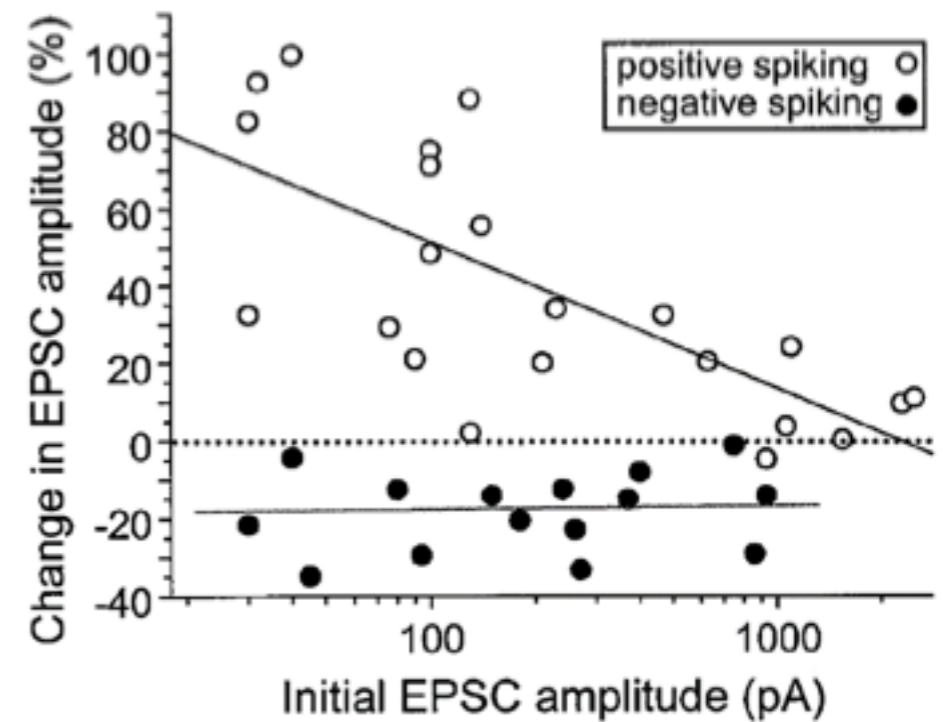 Change in EPSC amplitude (%)
100
80
60
40
20
0
-20
-40
positive spiking
negative spiking
100
1000
Initial EPSC amplitude (pA)